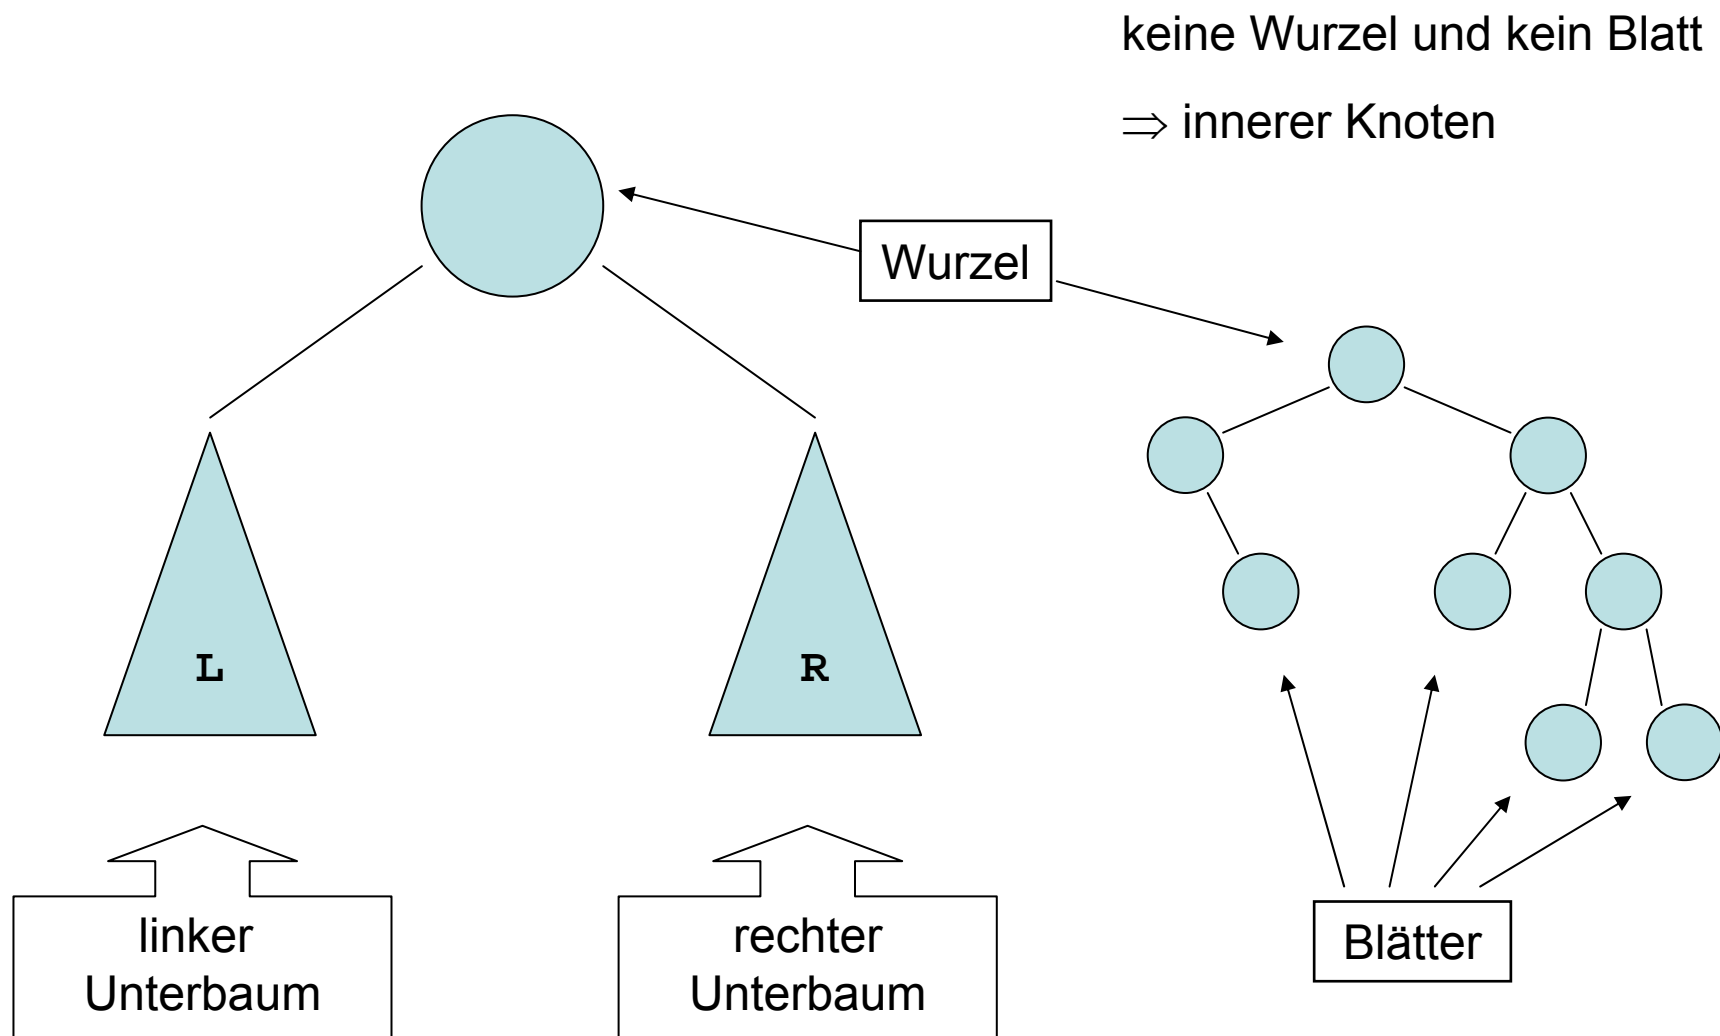 keine Wurzel und kein Blatt
⇒ innerer Knoten
Wurzel
L
R
linker
Unterbaum
rechter
Unterbaum
Blätter